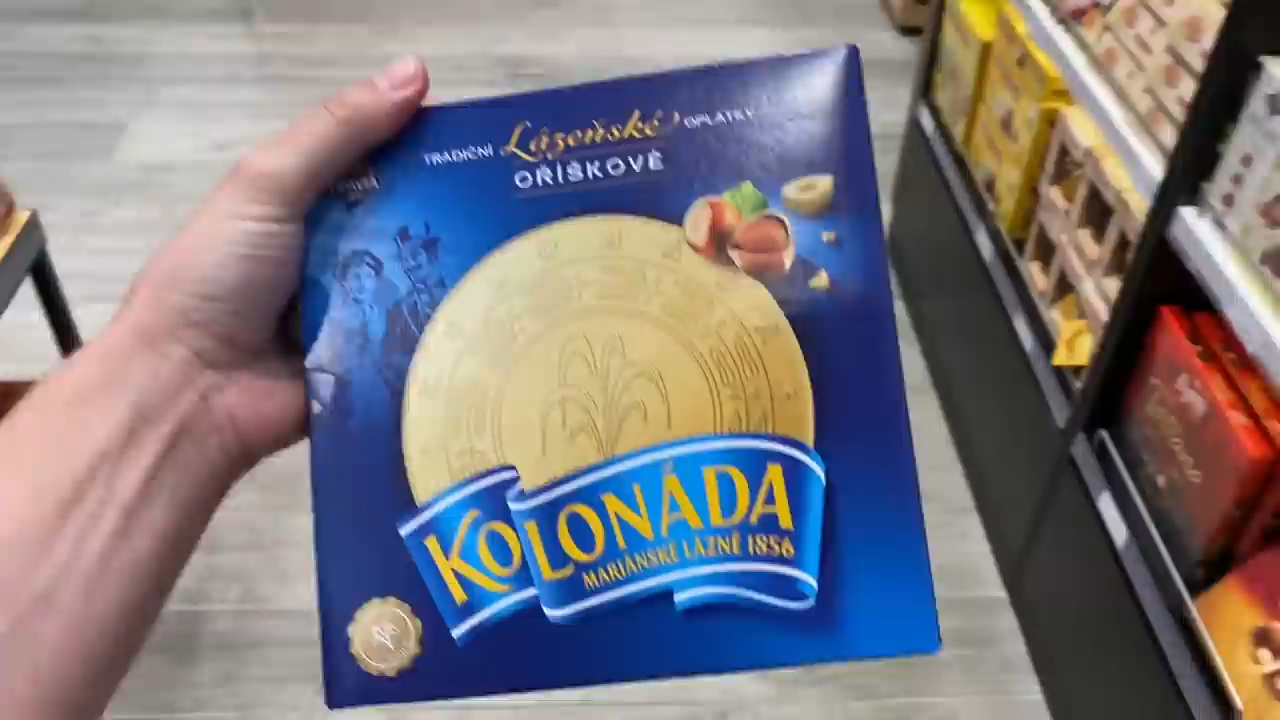 TRADIČNÍ Lázeňské OPLATKY
OŘÍŠKOVÉ
KOLONÁDA
MARIÁNSKÉ LÁZNĚ 1856